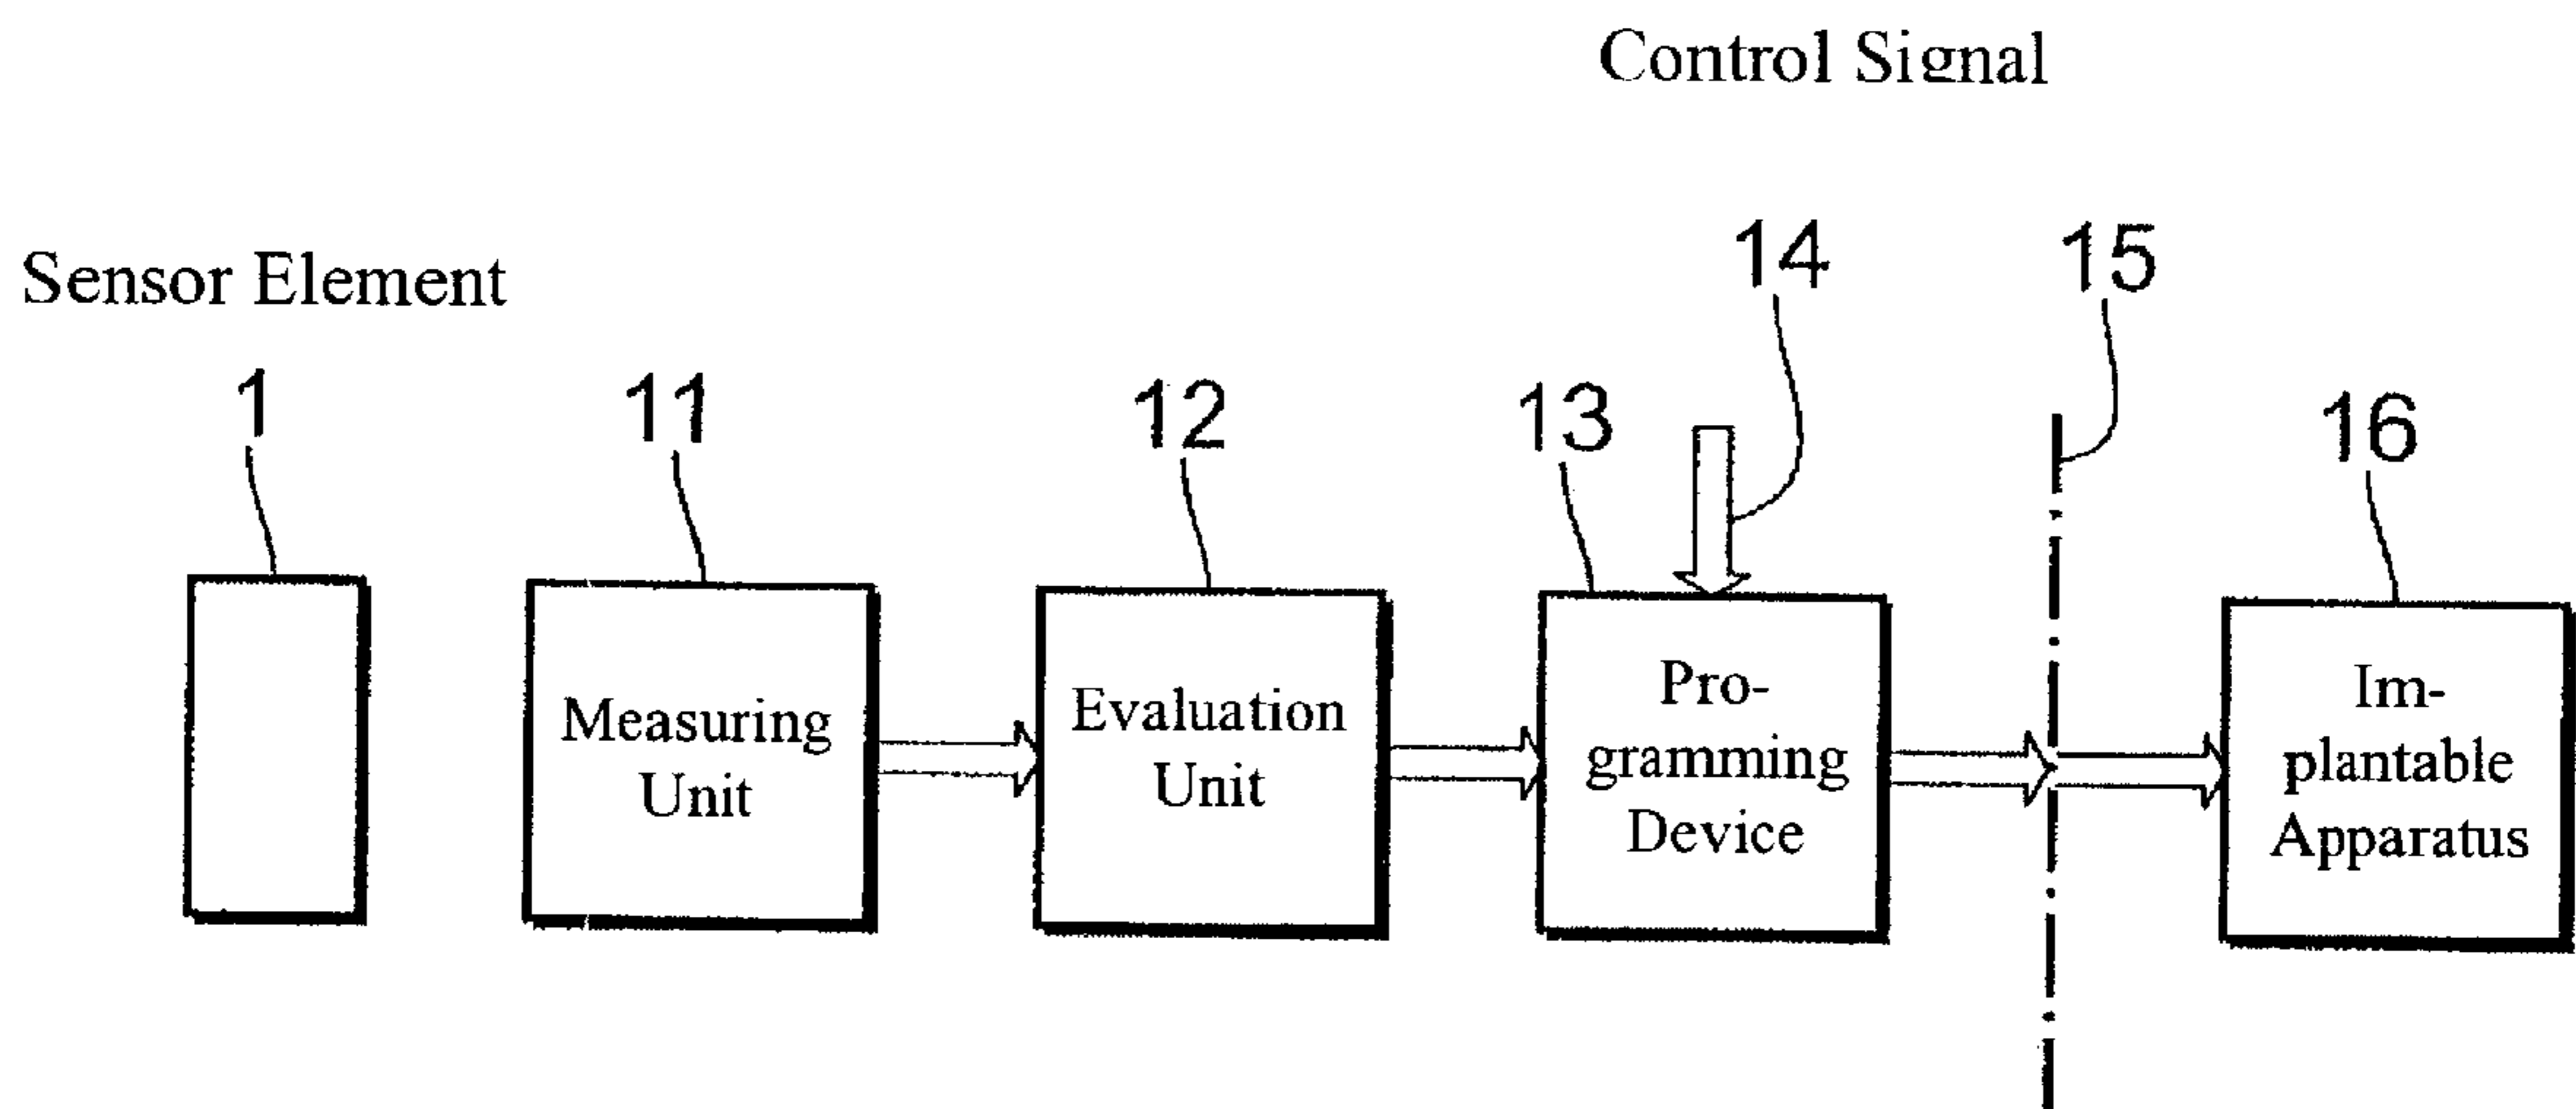 Control Signal
Sensor Element
14
15
1
11
12
13
16
Measuring
Unit
Evaluation
Unit
Pro-
gramming
Device
Im-
plantable
Apparatus